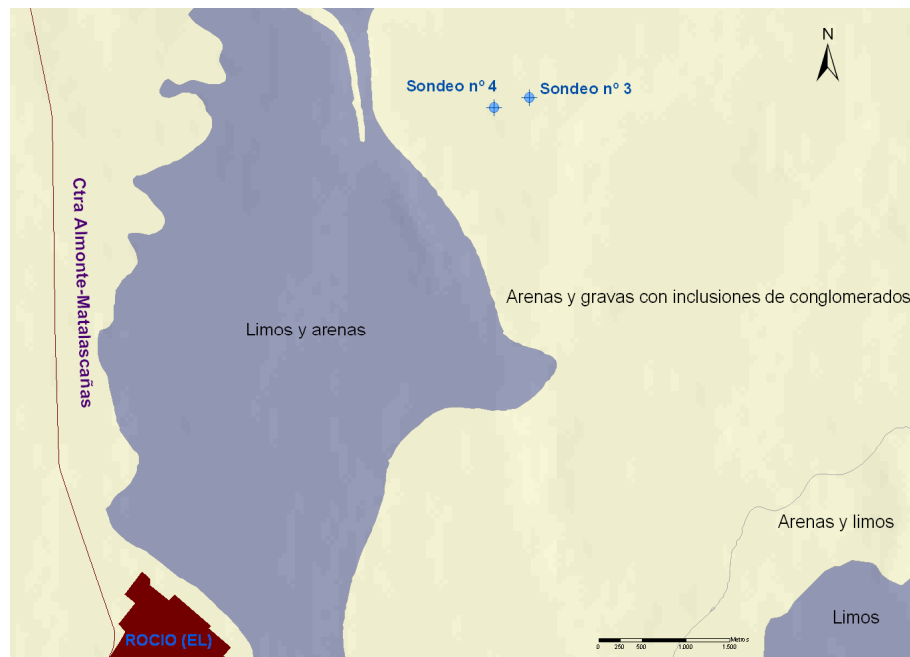 N
Sondeo nº 4
Sondeo nº 3
Ctra Almonte-Matalascañas
Arenas y gravas con inclusiones de conglomerados
Limos y arenas
Arenas y limos
Limos
ROCIO (EL)
Metros
0 250 500 1.000 1.500